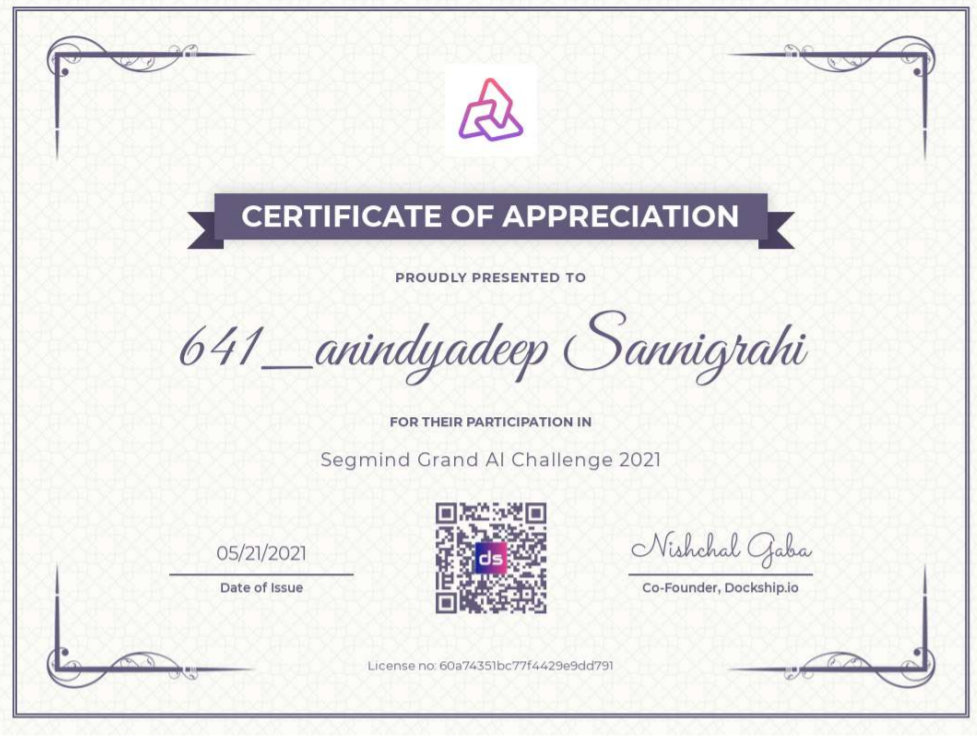 CERTIFICATE OF APPRECIATION
PROUDLY PRESENTED TO
641_anindyadeep Sannigrahi
FOR THEIR PARTICIPATION IN
Segmind Grand AI Challenge 2021
ds
05/21/2021
Nishchal Gaba
Date of Issue
Co-Founder, Dockship.io
License no: 60a74351bc77f4429e9dd791